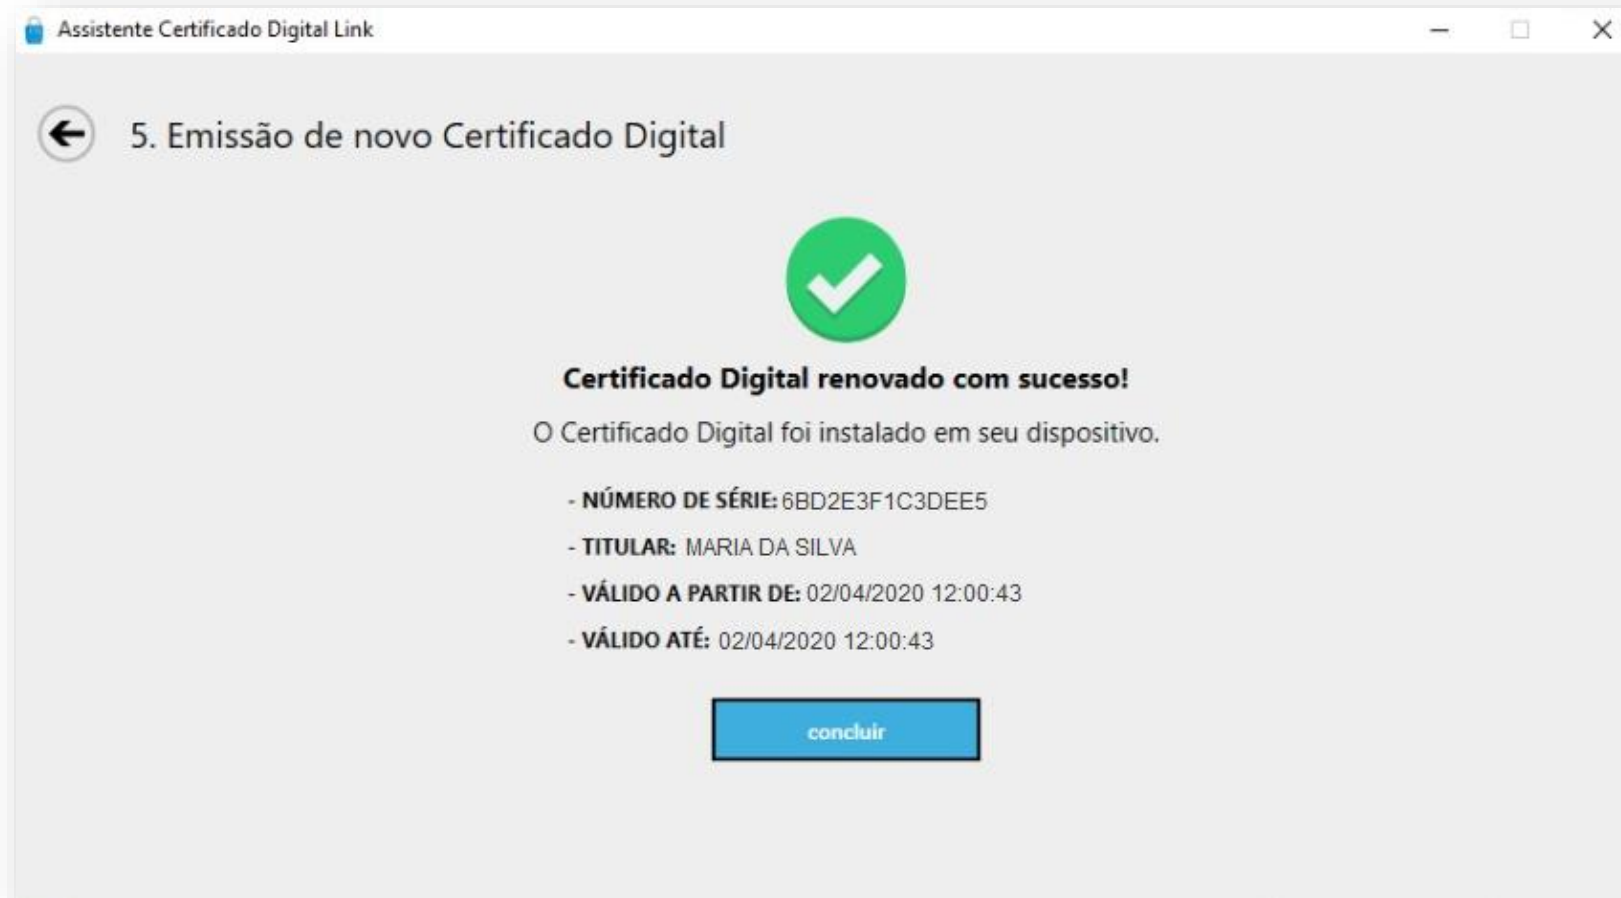 Assistente Certificado Digital Link
5. Emissão de novo Certificado Digital
Certificado Digital renovado com sucesso!
O Certificado Digital foi instalado em seu dispositivo.
- NÚMERO DE SÉRIE: 6BD2E3F1C3DEE5
- TITULAR: MARIA DA SILVA
- VÁLIDO A PARTIR DE: 02/04/2020 12:00:43
- VÁLIDO ATÉ: 02/04/2020 12:00:43
concluir